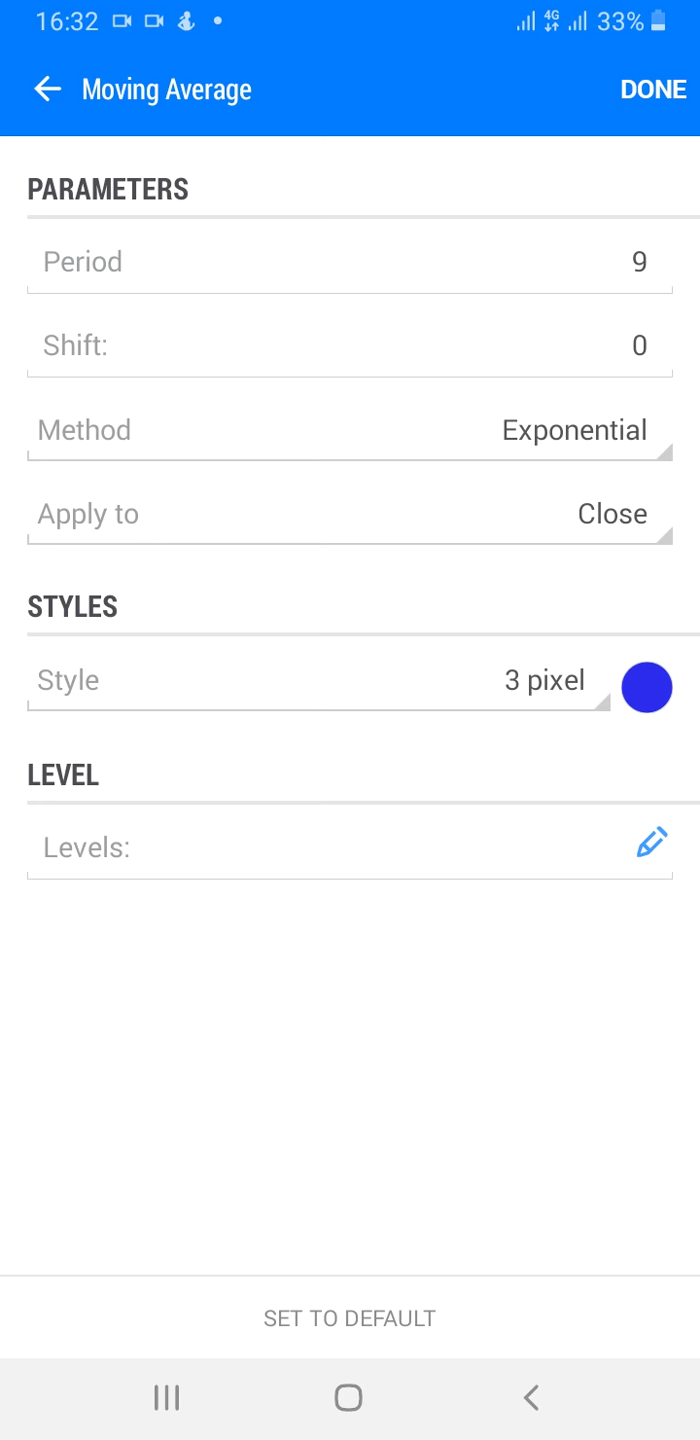 16:32 4G 33%
Moving Average DONE
PARAMETERS
Period 9
Shift: 0
Method Exponential
Apply to Close
STYLES
Style 3 pixel
LEVEL
Levels:
SET TO DEFAULT